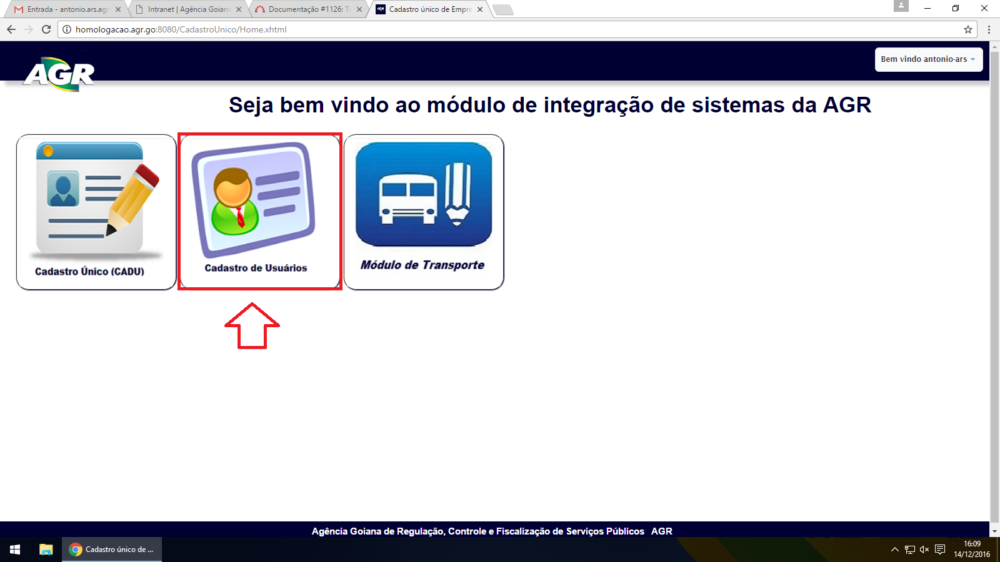 Entrada - antonio.ars.agr
Intranet | Agência Goiana
Documentação #1126: Tu
AGR
Cadastro único de Empre
homologacao.agr.go:8080/CadastroUnico/Home.xhtml
AGR
Bem vindo antonio-ars
Seja bem vindo ao módulo de integração de sistemas da AGR
Cadastro Único (CADU)
Cadastro de Usuários
Módulo de Transporte
Agência Goiana de Regulação, Controle e Fiscalização de Serviços Públicos AGR
Cadastro único de ...
16:09
14/12/2016